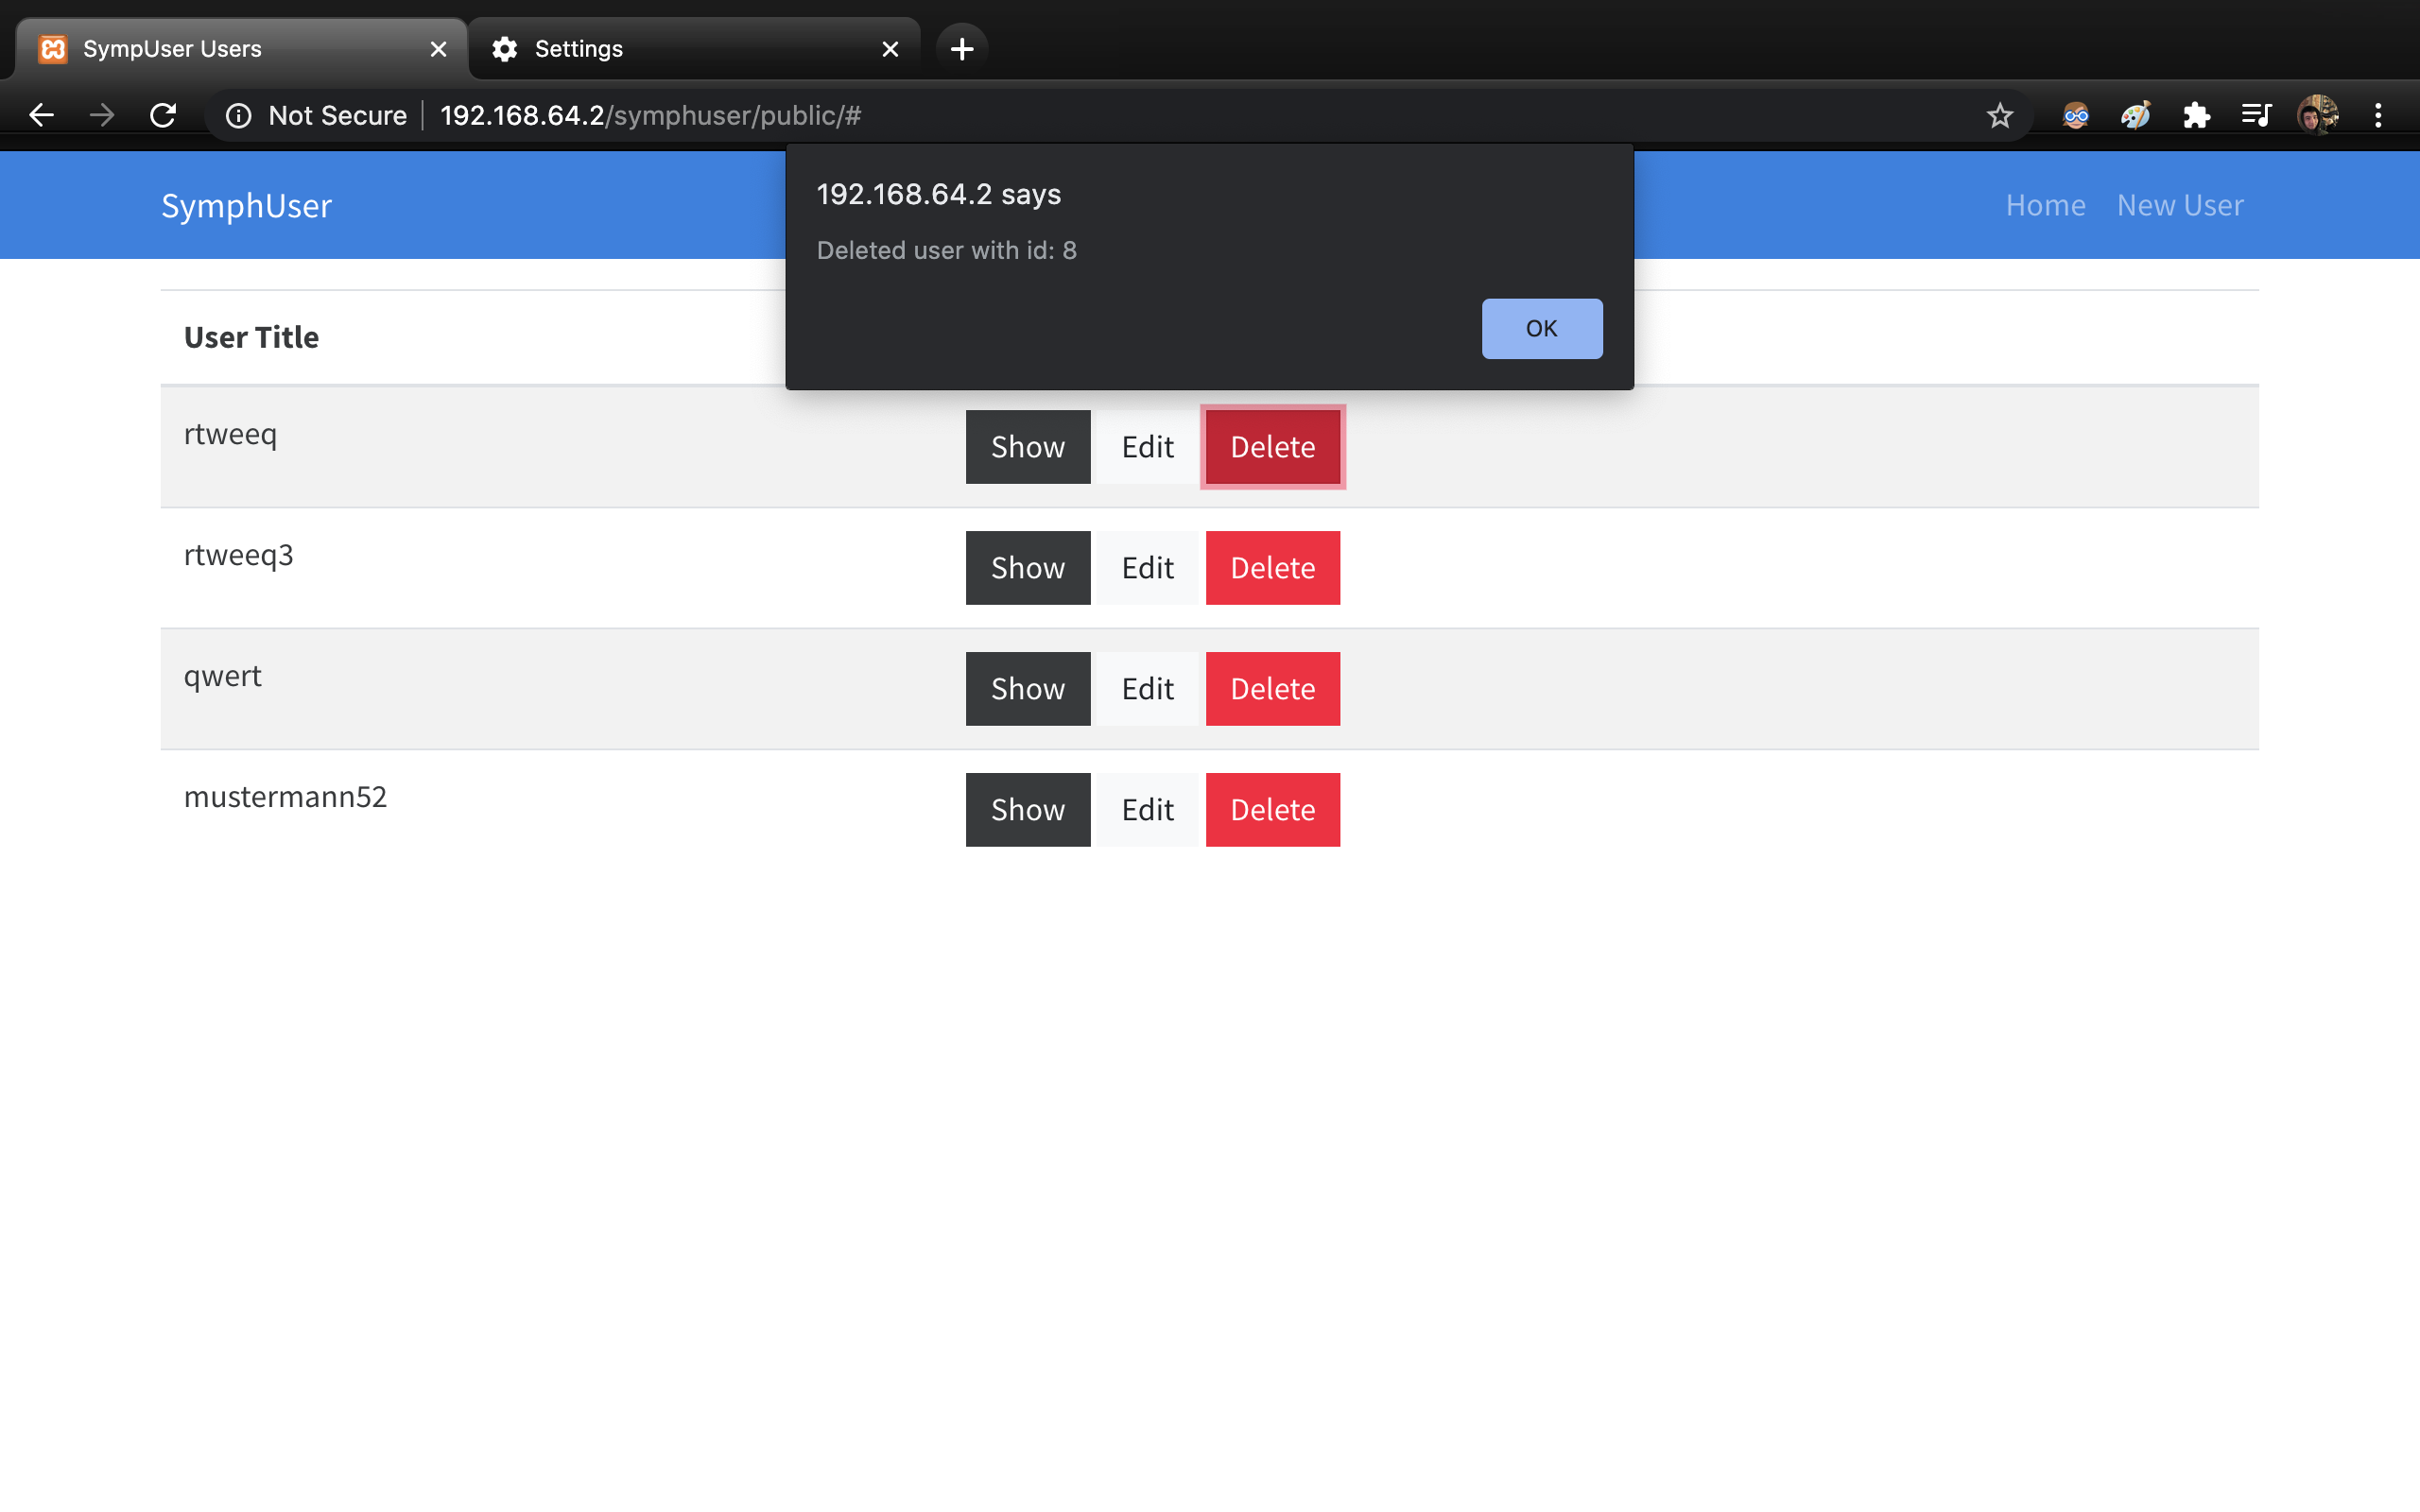 SympUser Users
Settings
Not Secure 192.168.64.2/symphuser/public/#
SymphUser
Home New User
192.168.64.2 says
Deleted user with id: 8
OK
User Title
rtweeq Show Edit Delete
rtweeq3 Show Edit Delete
qwert Show Edit Delete
mustermann52 Show Edit Delete